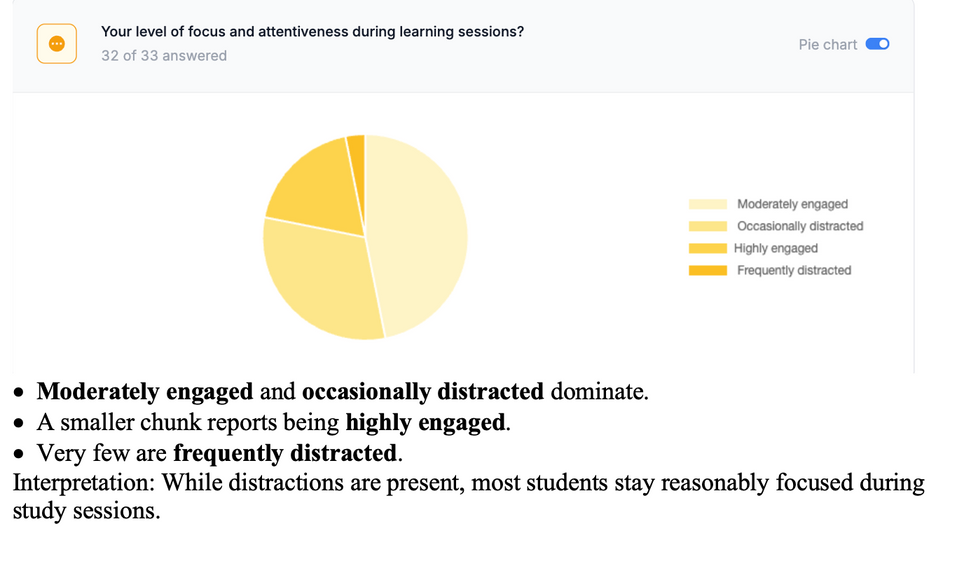 Your level of focus and attentiveness during learning sessions?
32 of 33 answered
Pie chart
Moderately engaged
Occasionally distracted
Highly engaged
Frequently distracted
• Moderately engaged and occasionally distracted dominate.
• A smaller chunk reports being highly engaged.
• Very few are frequently distracted.
Interpretation: While distractions are present, most students stay reasonably focused during
study sessions.